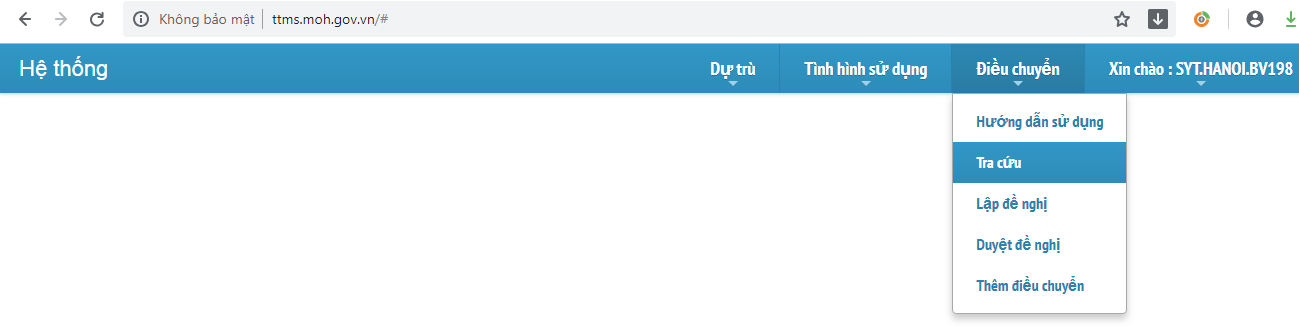 Không bảo mật ttms.moh.gov.vn/#
Hệ thống Dự trù Tình hình sử dụng Điều chuyển Xin chào : SYT.HANOI.BV198
Hướng dẫn sử dụng
Tra cứu
Lập đề nghị
Duyệt đề nghị
Thêm điều chuyển